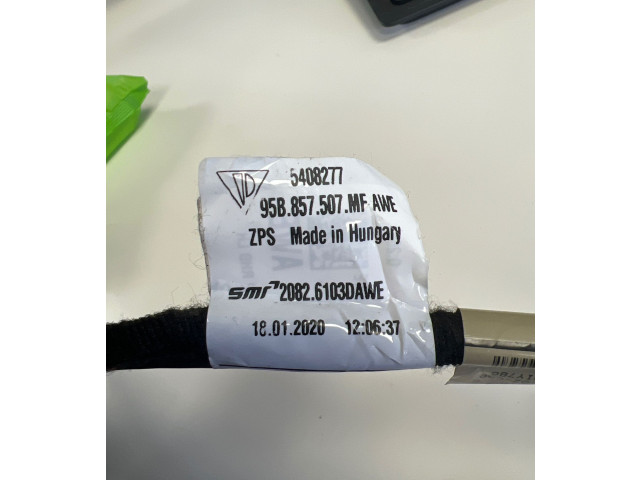 5408277
95B.857.507.MF AWE
ZPS Made in Hungary
smr 2082.6103DAWE
18.01.2020 12:06:37